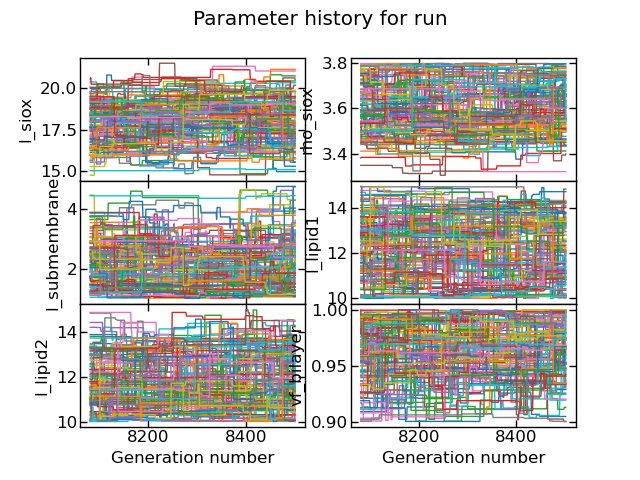 Parameter history for run
l_siox
20.0
17.5
15.0
rho_siox
3.8
3.6
3.4
l_submembrane
4
2
l_lipid1
14
12
10
l_lipid2
14
12
10
vf_bilayer
1.00
0.95
0.90
8200 8400
8200 8400
Generation number
Generation number